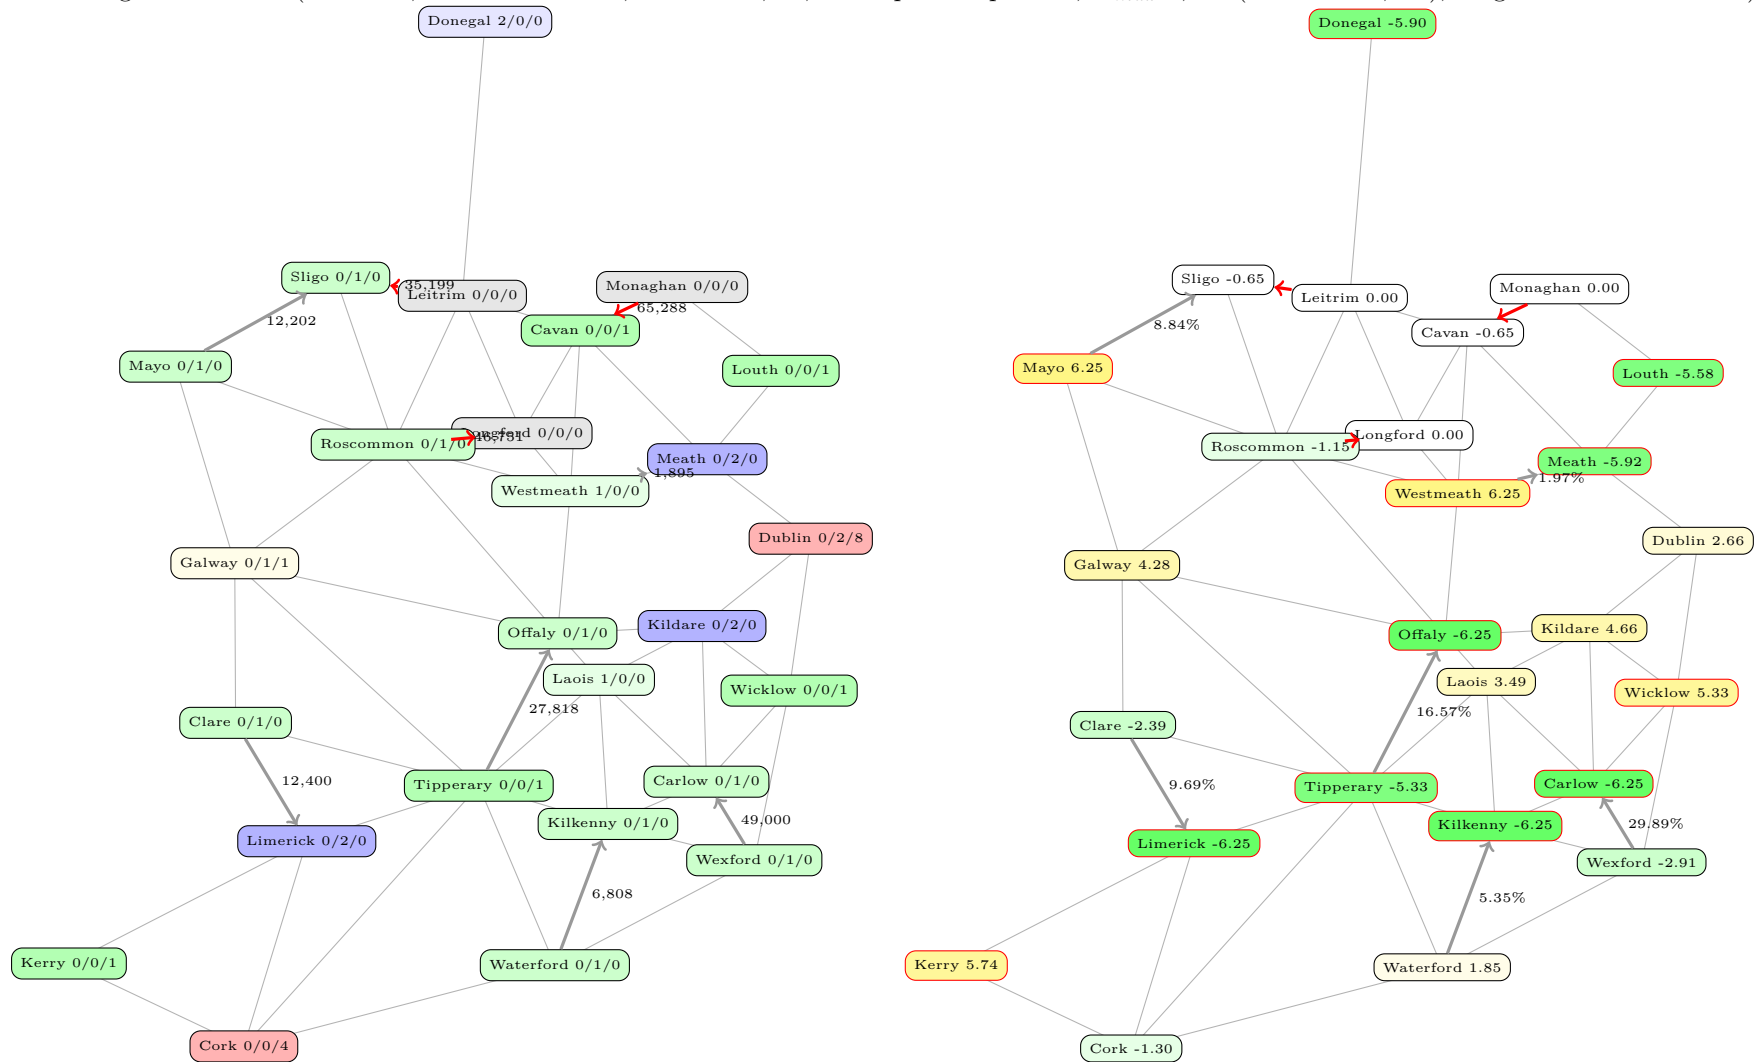 Donegal 2/0/0
Sligo 0/1/0
35,199
Leitrim 0/0/0
Monaghan 0/0/0
65,288
12,202
Cavan 0/0/1
Mayo 0/1/0
Louth 0/0/1
Roscommon 0/1/0
Longford 0/0/0
46,751
Meath 0/2/0
1,895
Westmeath 1/0/0
Dublin 0/2/8
Galway 0/1/1
Offaly 0/1/0
Kildare 0/2/0
Laois 1/0/0
Wicklow 0/0/1
27,818
Clare 0/1/0
12,400
Tipperary 0/0/1
Carlow 0/1/0
49,000
Kilkenny 0/1/0
Limerick 0/2/0
Wexford 0/1/0
6,808
Kerry 0/0/1
Waterford 0/1/0
Cork 0/0/4
Donegal -5.90
Sligo -0.65
Leitrim 0.00
Monaghan 0.00
8.84%
Cavan -0.65
Mayo 6.25
Louth -5.58
Roscommon -1.15
Longford 0.00
Meath -5.92
1.97%
Westmeath 6.25
Dublin 2.66
Galway 4.28
Offaly -6.25
Kildare 4.66
Laois 3.49
Wicklow 5.33
16.57%
Clare -2.39
9.69%
Tipperary -5.33
Carlow -6.25
29.89%
Kilkenny -6.25
Limerick -6.25
Wexford -2.91
5.35%
Kerry 5.74
Waterford 1.85
Cork -1.30